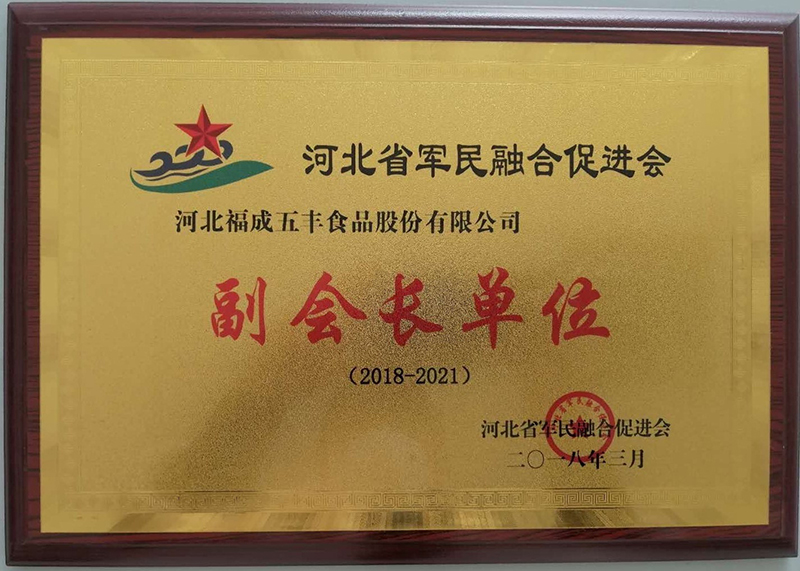 河北省军民融合促进会
河北福成五丰食品股份有限公司
副会长单位
（2018-2021）
河北省军民融合促进会
二〇一八年三月